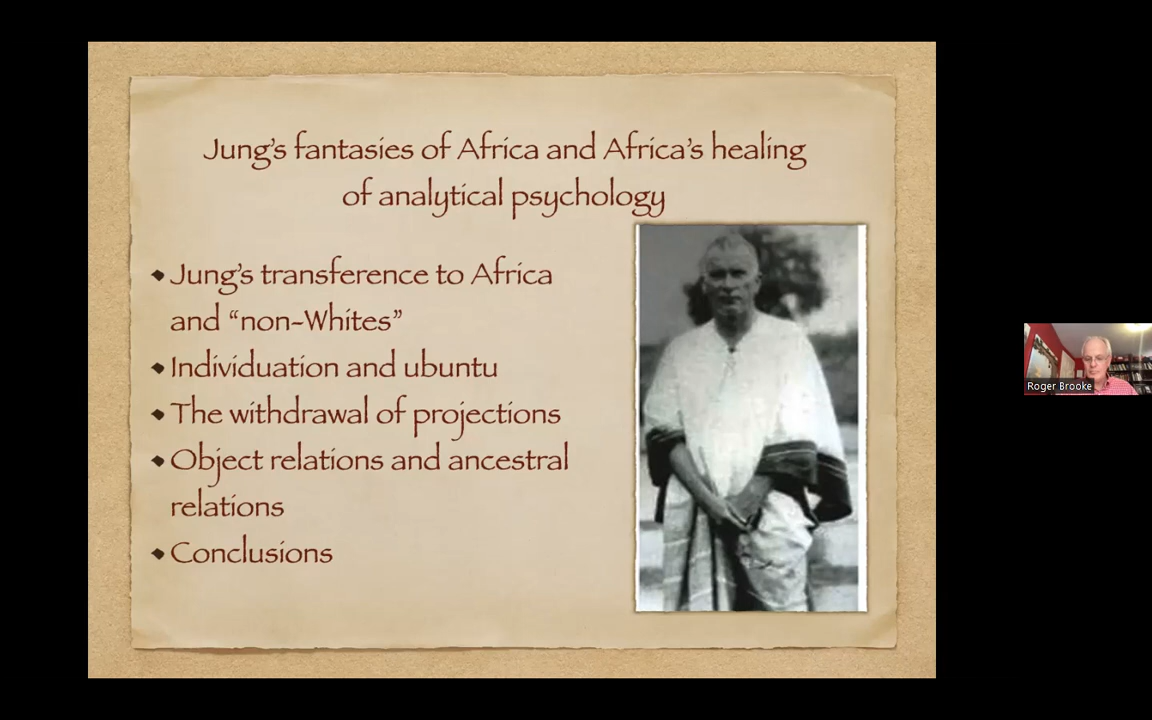 Jung's fantasies of Africa and Africa's healing
of analytical psychology
Jung's transference to Africa
and “non-Whites”
Individuation and ubuntu
The withdrawal of projections
Object relations and ancestral
relations
Conclusions
Roger Brooke